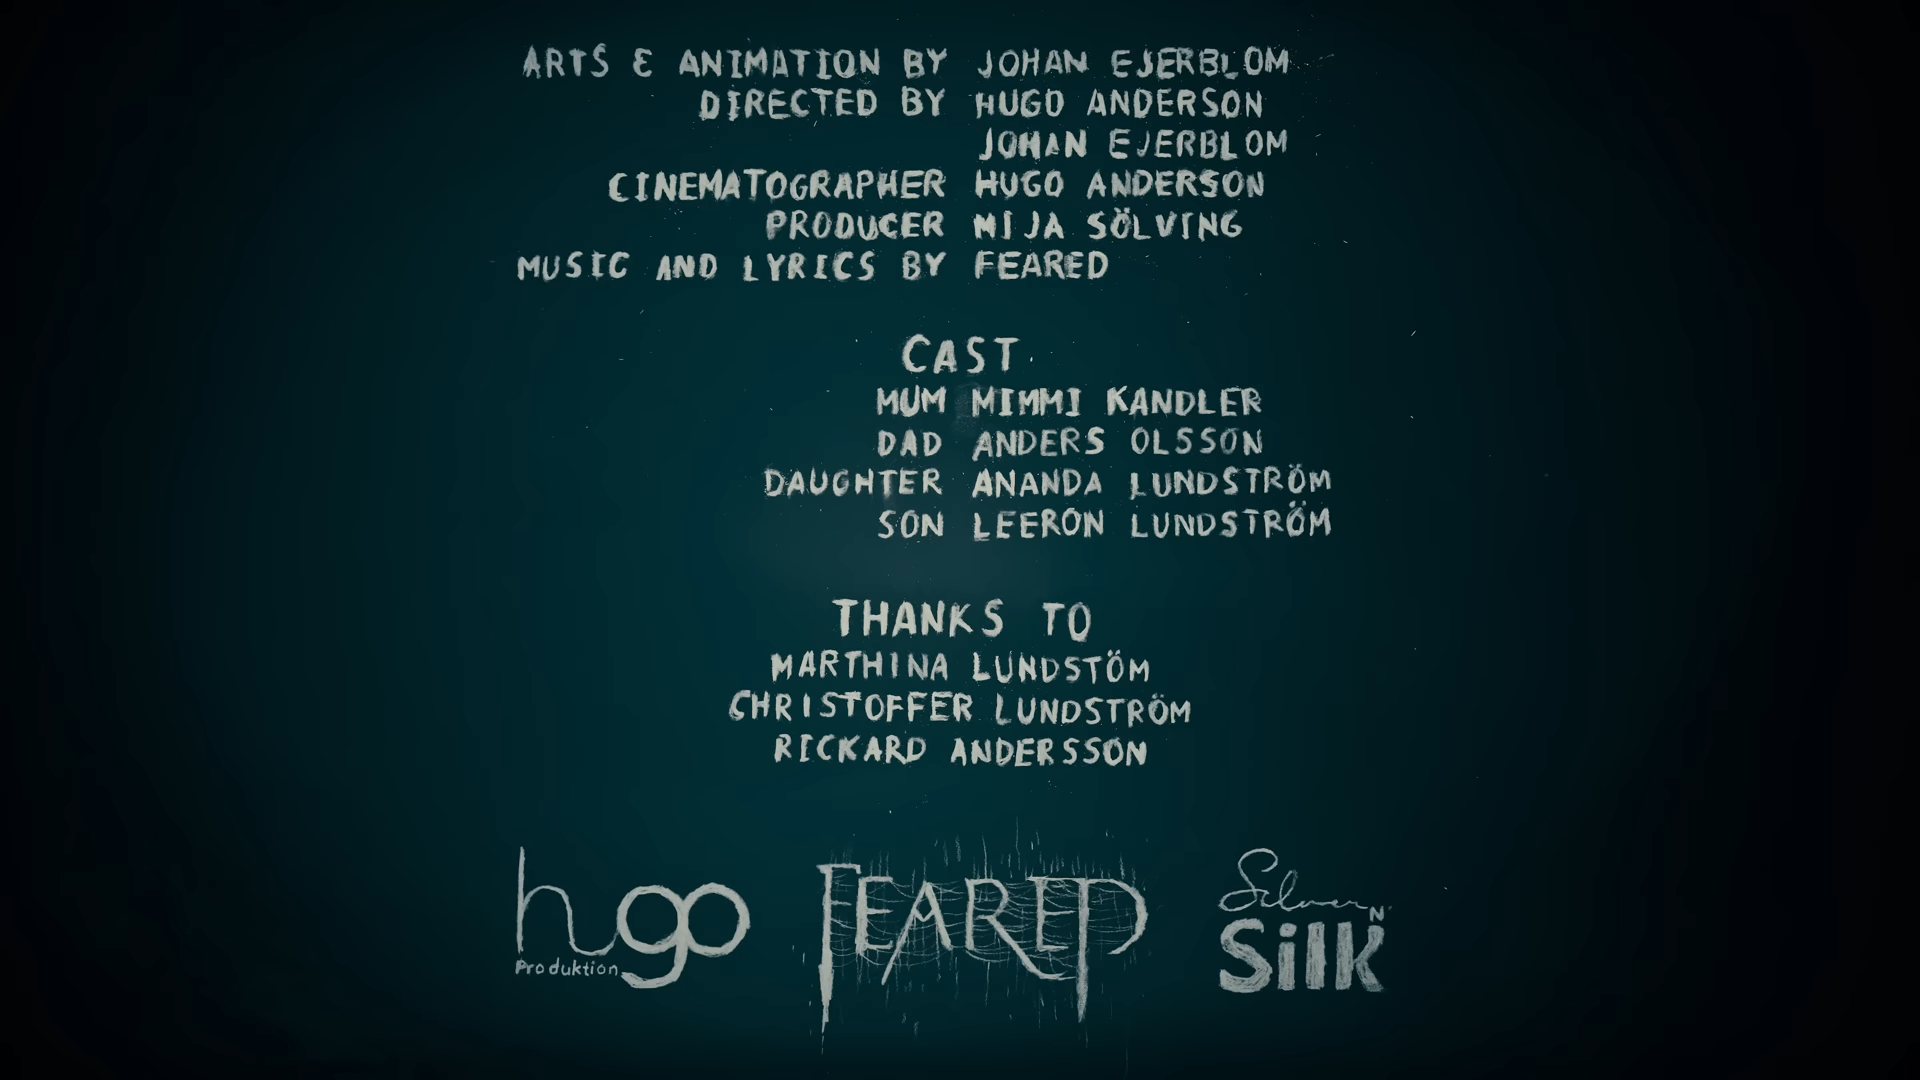 ARTS & ANIMATION BY JOHAN EJERBLOM
DIRECTED BY HUGO ANDERSON
JOHAN EJERBLOM
CINEMATOGRAPHER HUGO ANDERSON
PRODUCER MIJA SÖLVING
MUSIC AND LYRICS BY FEARED
CAST
MUM MIMMI KANDLER
DAD ANDERS OLSSON
DAUGHTER ANANDA LUNDSTRÖM
SON LEERON LUNDSTRÖM
THANKS TO
MARTHINA LUNDSTÖM
CHRISTOFFER LUNDSTRÖM
RICKARD ANDERSSON
hugo
Produktion
FEARED
Silver N'
Silk